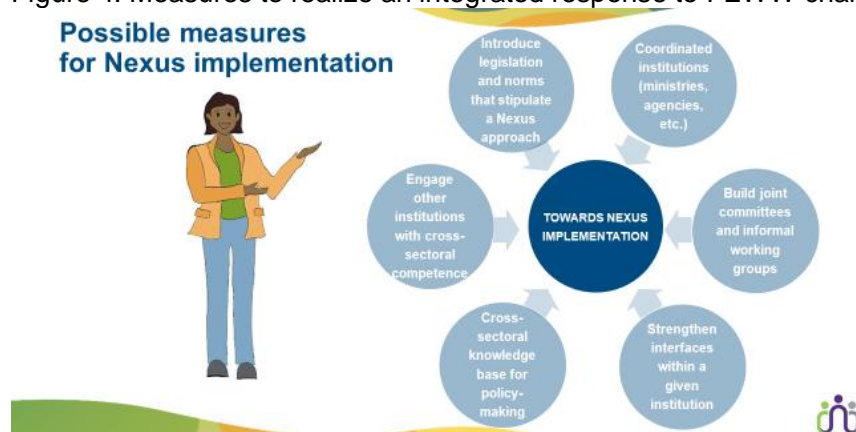 Possible measures
for Nexus implementation
Introduce
legislation
and norms
that stipulate
a Nexus
approach
Coordinated
institutions
(ministries,
agencies,
etc.)
Engage
other
institutions
with cross-
sectoral
competence
TOWARDS NEXUS
IMPLEMENTATION
Build joint
committees
and informal
working
groups
Cross-
sectoral
knowledge
base for
policy-
making
Strengthen
interfaces
within a
given
institution